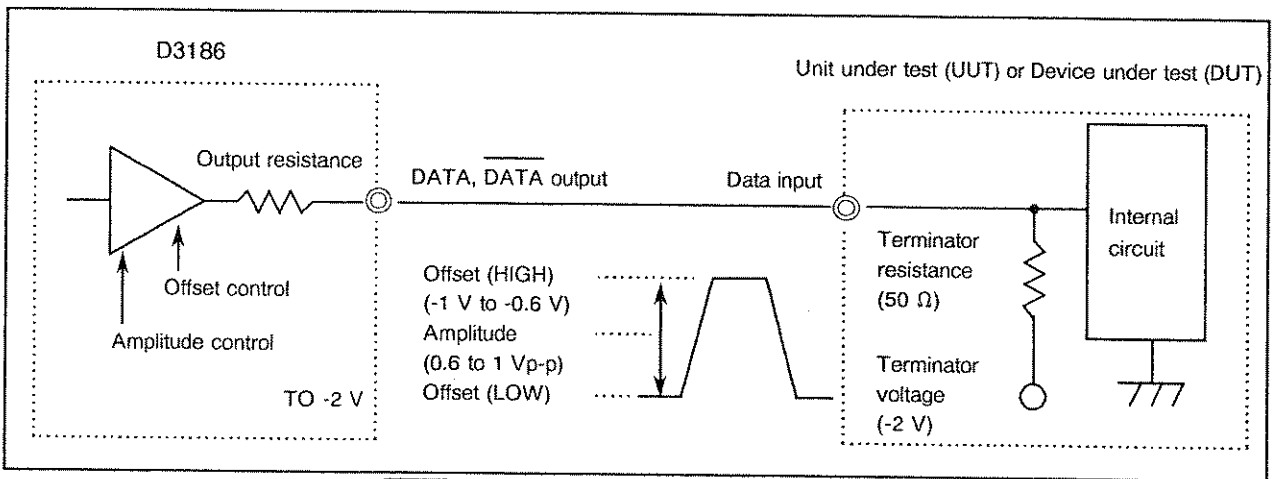 D3186
Unit under test (UUT) or Device under test (DUT)
Output resistance
DATA, DATA output
Data input
Offset control
Amplitude control
TO -2 V
Offset (HIGH)
(-1 V to -0.6 V)
Amplitude
(0.6 to 1 Vp-p)
Offset (LOW)
Terminator
resistance
(50 Ω)
Terminator
voltage
(-2 V)
Internal
circuit